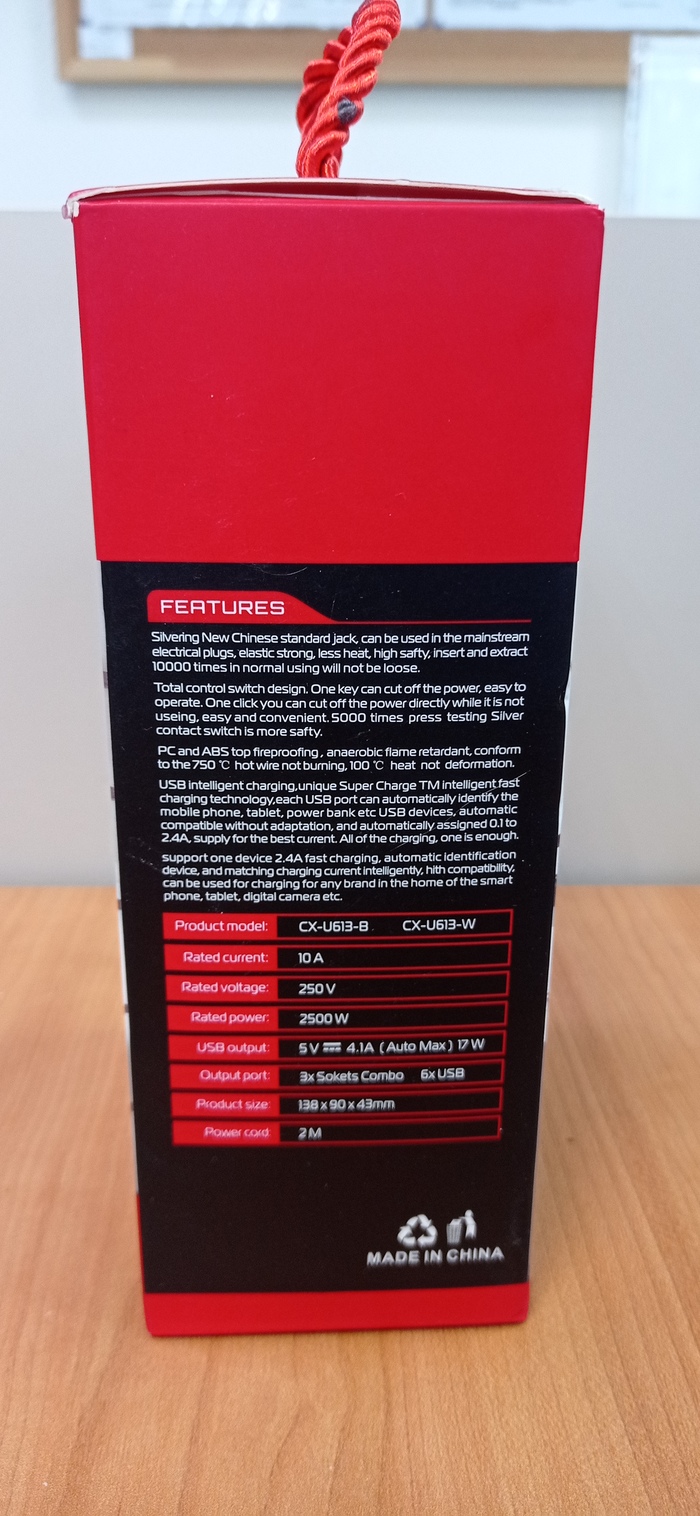 FEATURES
Silvering New Chinese standard jack, can be used in the mainstream
electrical plugs, elastic strong, less heat, high safty, insert and extract
10000 times in normal using will not be loose.
Total control switch design. One key can cut off the power, easy to
operate. One click you can cut off the power directly while it is not
useing, easy and convenient. 5000 times press testing Silver
contact switch is more safty.
PC and ABS top fireproofing, anaerobic flame retardant, conform
to the 750 ℃ hot wire not burning, 100 ℃ heat not deformation.
USB intelligent charging,unique Super Charge TM intelligent fast
charging technology,each USB port can automatically identify the
mobile phone, tablet, power bank etc USB devices, automatic
compatible without adaptation, and automatically assigned 0.1 to
2.4A, supply for the best current. All of the charging, one is enough.
support one device 2.4A fast charging, automatic identification
device, and matching charging current intelligently, hith compatibility,
can be used for charging for any brand in the home of the smart
phone, tablet, digital camera etc.
Product model: CX-U613-B CX-U613-W
Rated current: 10 A
Rated voltage: 250 V
Rated power: 2500 W
USB output: 5 V ⎓ 4.1A ( Auto Max ) 17 W
Output port: 3x Sokets Combo 6x USB
Product size: 138 x 90 x 43mm
Power cord: 2 M
MADE IN CHINA